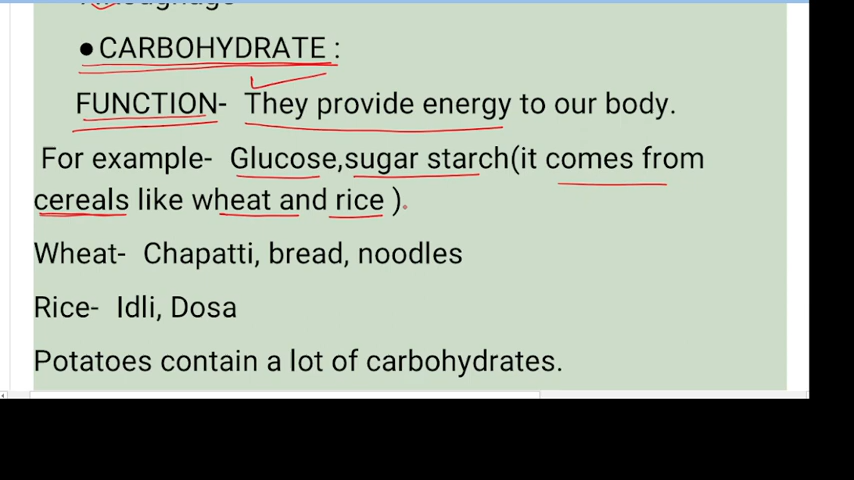 ● CARBOHYDRATE :
FUNCTION- They provide energy to our body.
For example- Glucose,sugar starch(it comes from
cereals like wheat and rice ).
Wheat- Chapatti, bread, noodles
Rice- Idli, Dosa
Potatoes contain a lot of carbohydrates.